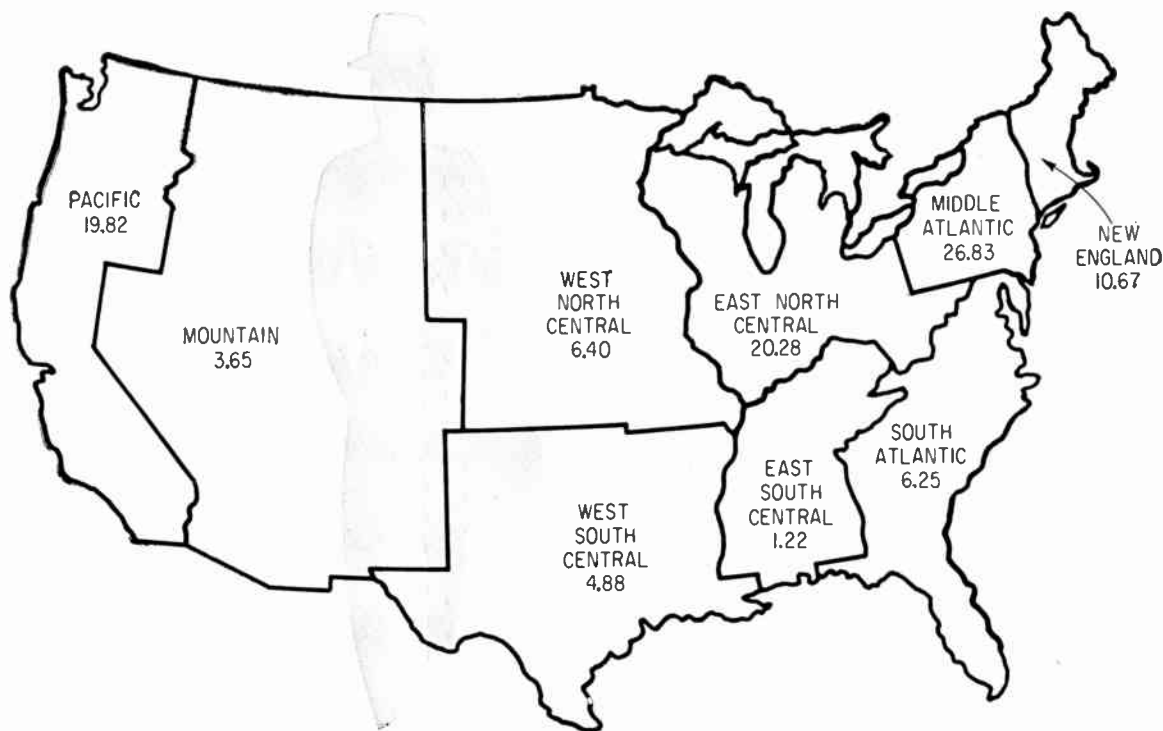 PACIFIC
19.82
MOUNTAIN
3.65
WEST
NORTH
CENTRAL
6.40
EAST NORTH
CENTRAL
20.28
MIDDLE
ATLANTIC
26.83
NEW
ENGLAND
10.67
SOUTH
ATLANTIC
6.25
EAST
SOUTH
CENTRAL
1.22
WEST
SOUTH
CENTRAL
4.88